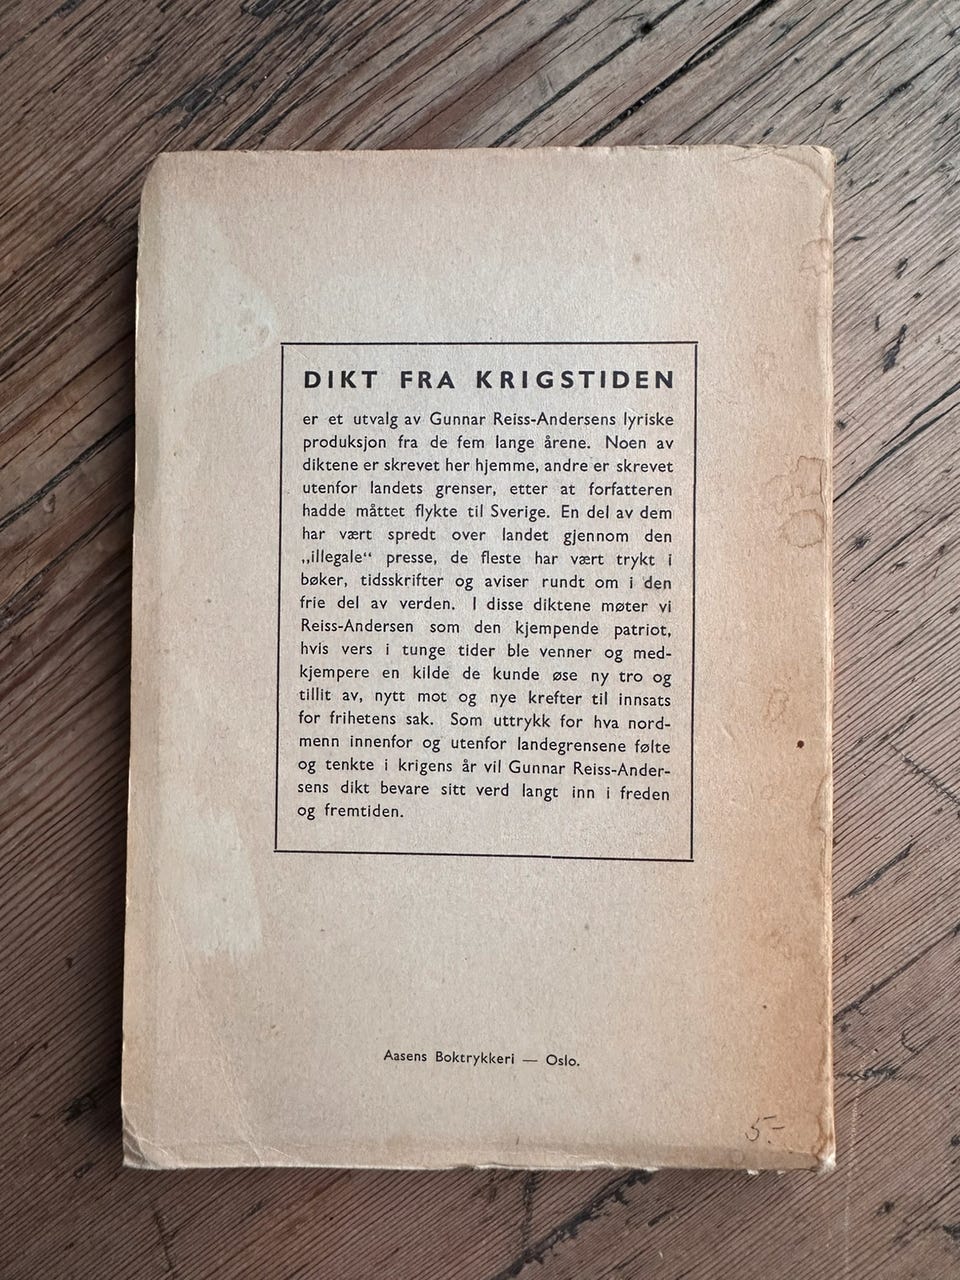 DIKT FRA KRIGSTIDEN
er et utvalg av Gunnar Reiss-Andersens lyriske
produksjon fra de fem lange årene. Noen av
diktene er skrevet her hjemme, andre er skrevet
utenfor landets grenser, etter at forfatteren
hadde måttet flykte til Sverige. En del av dem
har vært spredt over landet gjennom den
„illegale“ presse, de fleste har vært trykt i
bøker, tidsskrifter og aviser rundt om i den
frie del av verden. I disse diktene møter vi
Reiss-Andersen som den kjempende patriot,
hvis vers i tunge tider ble venner og med-
kjempere en kilde de kunde øse ny tro og
tillit av, nytt mot og nye krefter til innsats
for frihetens sak. Som uttrykk for hva nord-
menn innenfor og utenfor landegrensene følte
og tenkte i krigens år vil Gunnar Reiss-Ander-
sens dikt bevare sitt verd langt inn i freden
og fremtiden.
Aasens Boktrykkeri — Oslo.
5.-